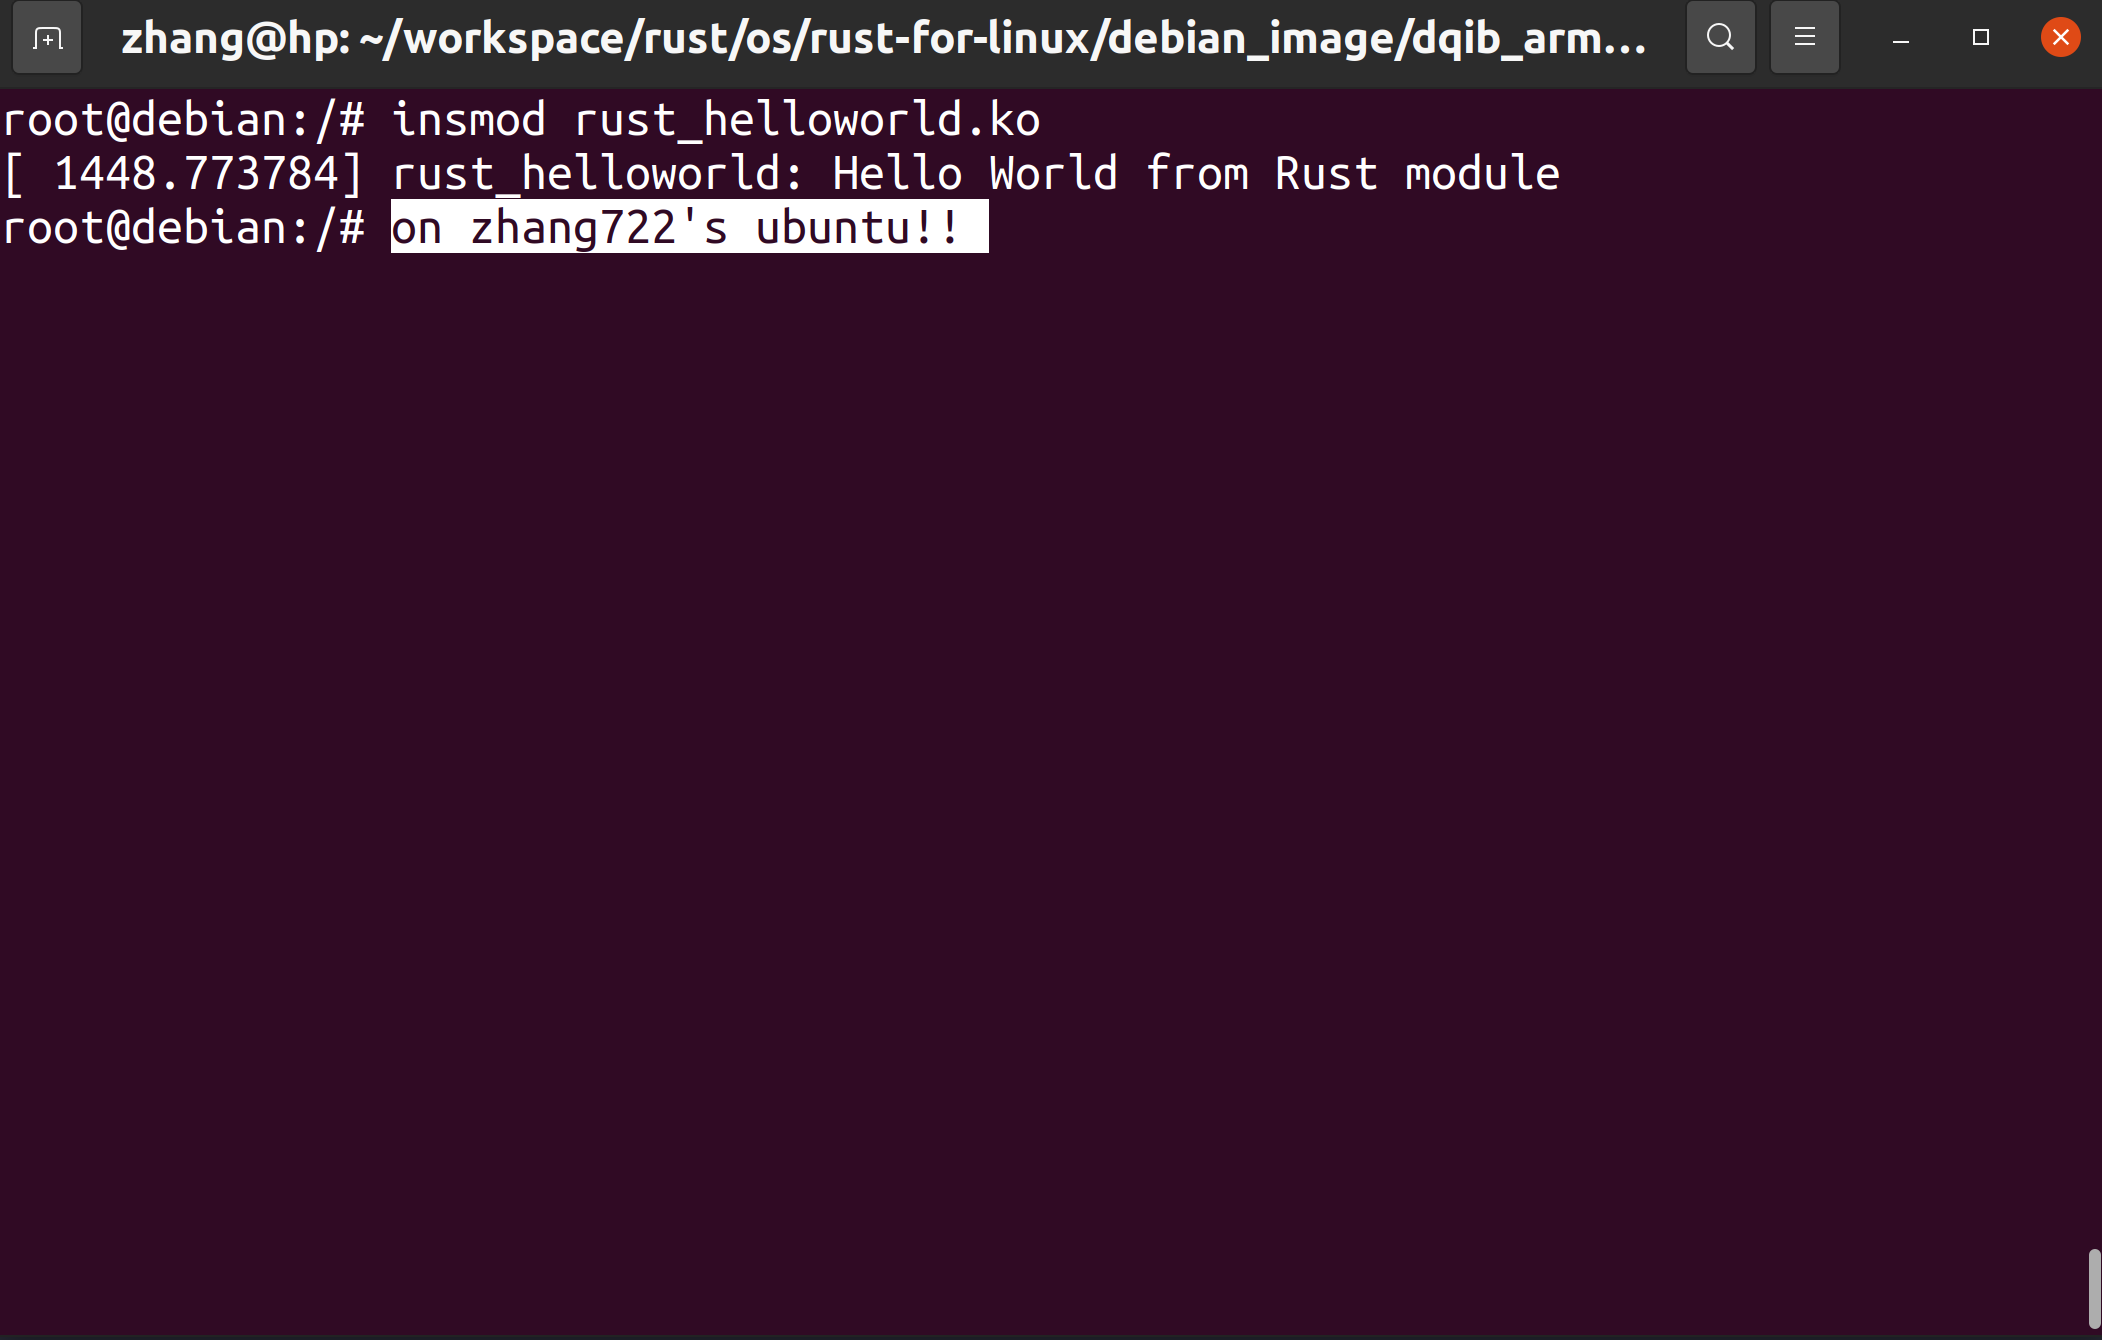 zhang@hp: ~/workspace/rust/os/rust-for-linux/debian_image/dqib_arm...
root@debian:/# insmod rust_helloworld.ko
[ 1448.773784] rust_helloworld: Hello World from Rust module
root@debian:/# on zhang722's ubuntu!!